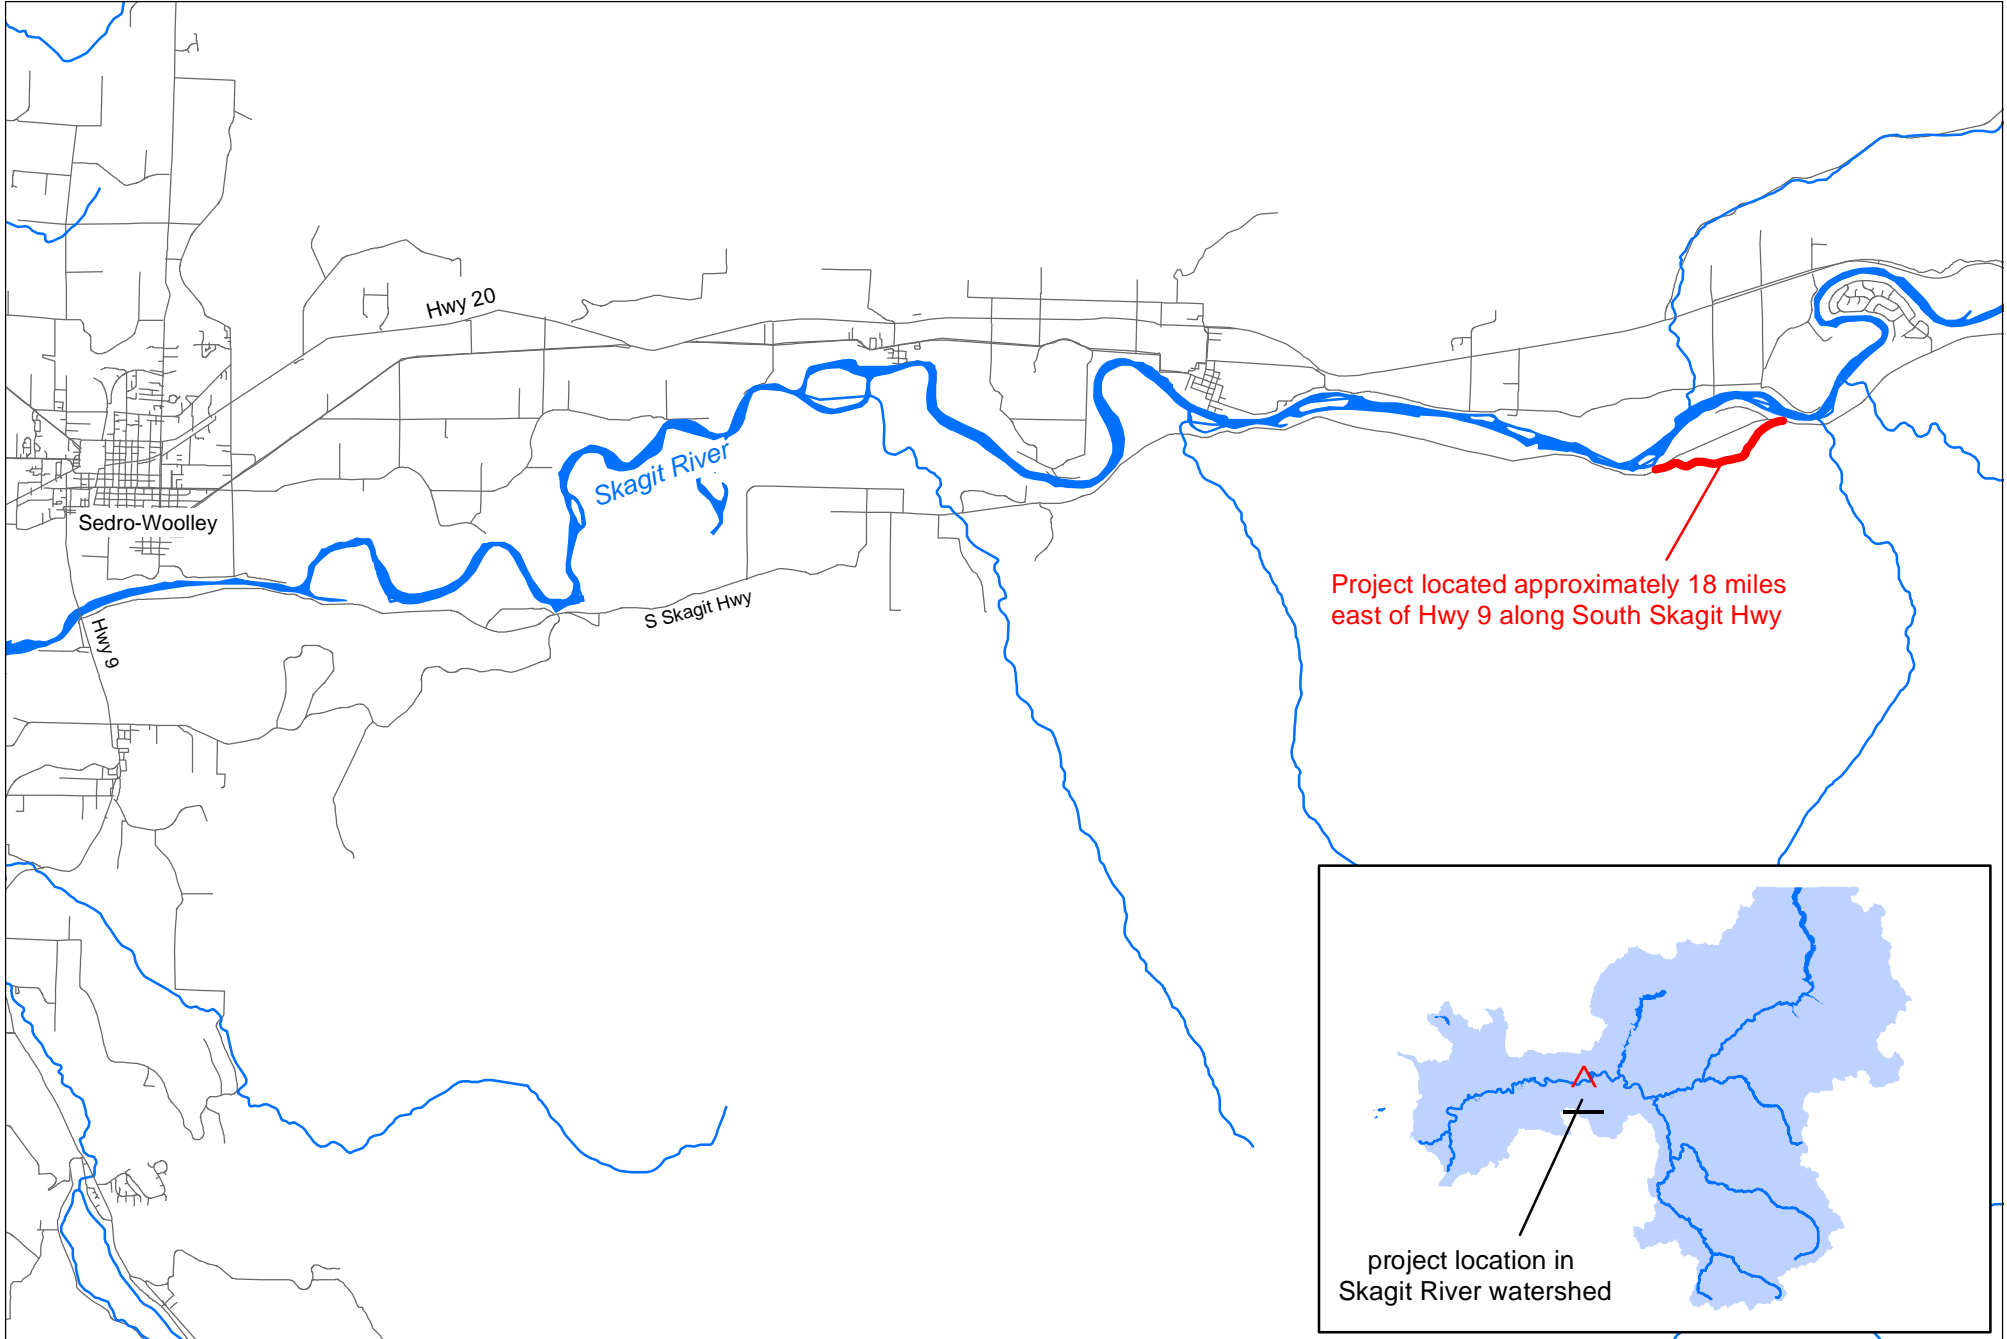 Hwy 20
Skagit River
Sedro-Woolley
S Skagit Hwy
Hwy 9
Project located approximately 18 miles
east of Hwy 9 along South Skagit Hwy
project location in
Skagit River watershed